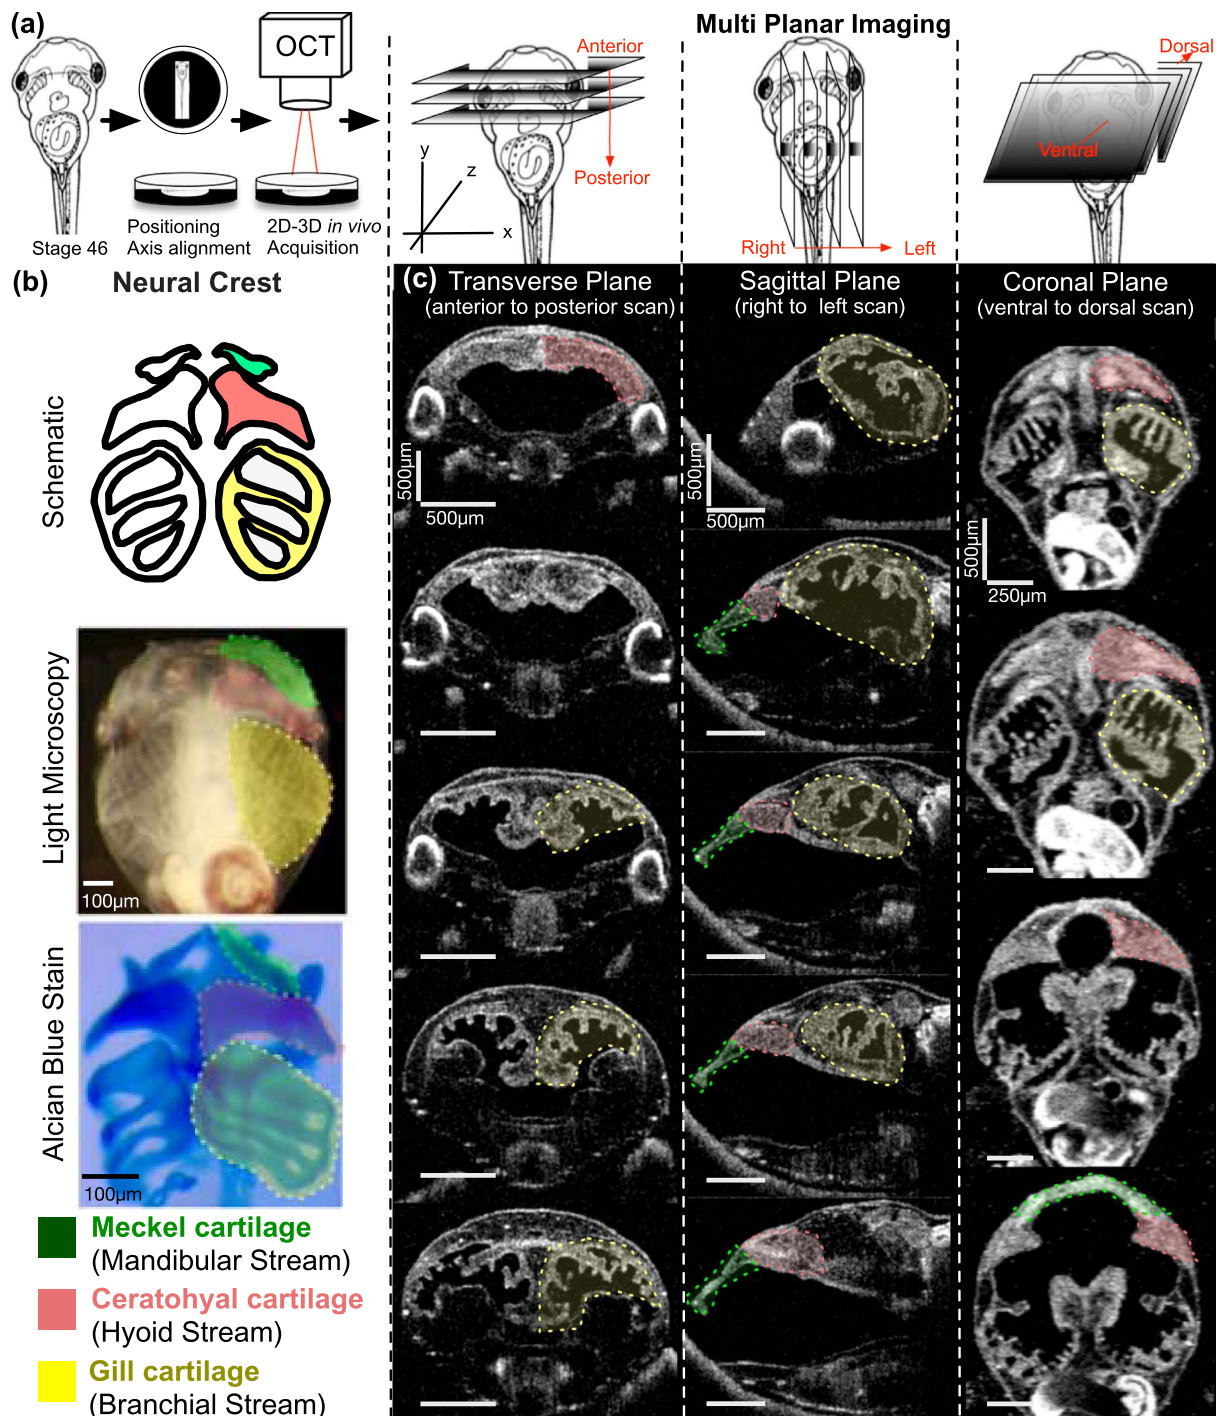 (a)
OCT
Stage 46
Positioning
Axis alignment
2D-3D in vivo
Acquisition
Multi Planar Imaging
Anterior
Posterior
y
z
x
Right
Left
Dorsal
Ventral
(b)
Neural Crest
Schematic
Light Microscopy
100µm
Alcian Blue Stain
100µm
Meckel cartilage
(Mandibular Stream)
Ceratohyal cartilage
(Hyoid Stream)
Gill cartilage
(Branchial Stream)
(c)
Transverse Plane
(anterior to posterior scan)
500µm
500µm
Sagittal Plane
(right to left scan)
500µm
500µm
Coronal Plane
(ventral to dorsal scan)
500µm
250µm